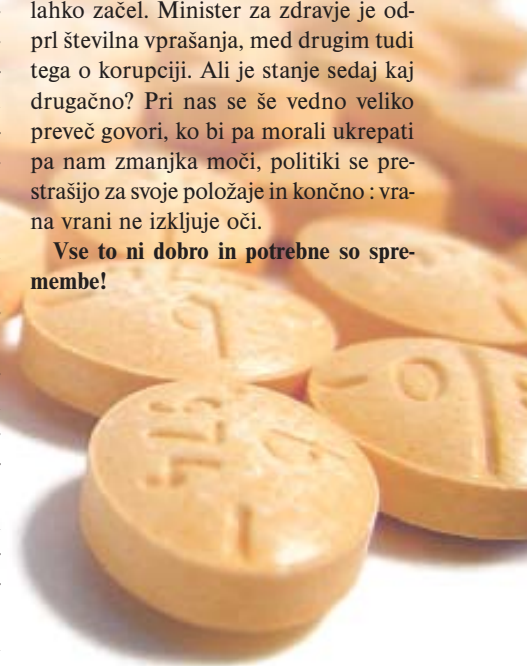 lahko začel. Minister za zdravje je od-
prl številna vprašanja, med drugim tudi
tega o korupciji. Ali je stanje sedaj kaj
drugačno? Pri nas se še vedno veliko
preveč govori, ko bi pa morali ukrepati
pa nam zmanjka moči, politiki se pre-
strašijo za svoje položaje in končno : vra-
na vrani ne izkljuje oči.
Vse to ni dobro in potrebne so spre-
membe!